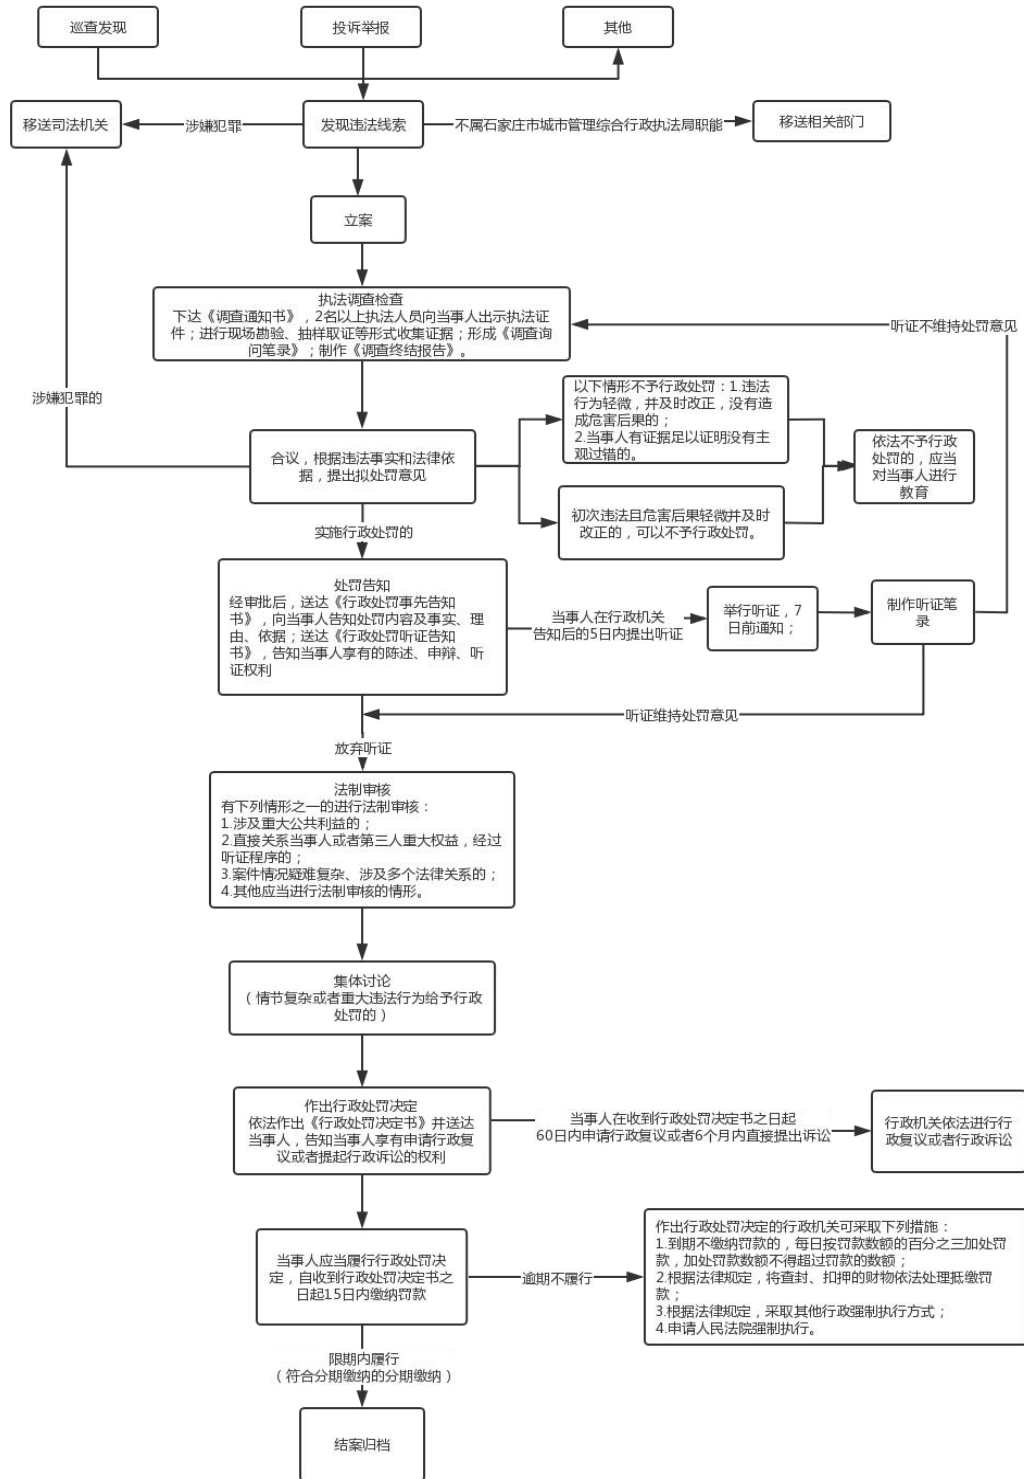 巡查发现
投诉举报
其他
移送司法机关
涉嫌犯罪
发现违法线索
不属石家庄市城市管理综合行政执法局职能
移送相关部门
立案
执法调查检查
下达《调查通知书》，2名以上执法人员向当事人出示执法证
件；进行现场勘验、抽样取证等形式收集证据；形成《调查询
问笔录》；制作《调查终结报告》。
听证不维持处罚意见
涉嫌犯罪的
以下情形不予行政处罚：1.违法
行为轻微，并及时改正，没有造
成危害后果的；
2.当事人有证据足以证明没有主
观过错的。
合议，根据违法事实和法律依
据，提出拟处罚意见
依法不予行政
处罚的，应当
对当事人进行
教育
初次违法且危害后果轻微并及时
改正的，可以不予行政处罚。
实施行政处罚的
处罚告知
经审批后，送达《行政处罚事先告知
书》，向当事人告知处罚内容及事实、理
由、依据；送达《行政处罚听证告知
书》，告知当事人享有的陈述、申辩、听
证权利
当事人在行政机关
告知后的5日内提出听证
举行听证，7
日前通知；
制作听证笔
录
听证维持处罚意见
放弃听证
法制审核
有下列情形之一的进行法制审核：
1.涉及重大公共利益的；
2.直接关系当事人或者第三人重大权益，经过
听证程序的；
3.案件情况疑难复杂、涉及多个法律关系的；
4.其他应当进行法制审核的情形。
集体讨论
（情节复杂或者重大违法行为给予行政
处罚的）
作出行政处罚决定
依法作出《行政处罚决定书》并送达
当事人，告知当事人享有申请行政复
议或者提起行政诉讼的权利
当事人在收到行政处罚决定书之日起
60日内申请行政复议或者6个月内直接提出诉讼
行政机关依法进行行
政复议或者行政诉讼
当事人应当履行行政处罚决
定，自收到行政处罚决定书之
日起15日内缴纳罚款
逾期不履行
作出行政处罚决定的行政机关可采取下列措施：
1.到期不缴纳罚款的，每日按罚款数额的百分之三加处罚
款，加处罚款数额不得超过罚款的数额；
2.根据法律规定，将查封、扣押的财物依法处理抵缴罚
款；
3.根据法律规定，采取其他行政强制执行方式；
4.申请人民法院强制执行。
限期内履行
（符合分期缴纳的分期缴纳）
结案归档